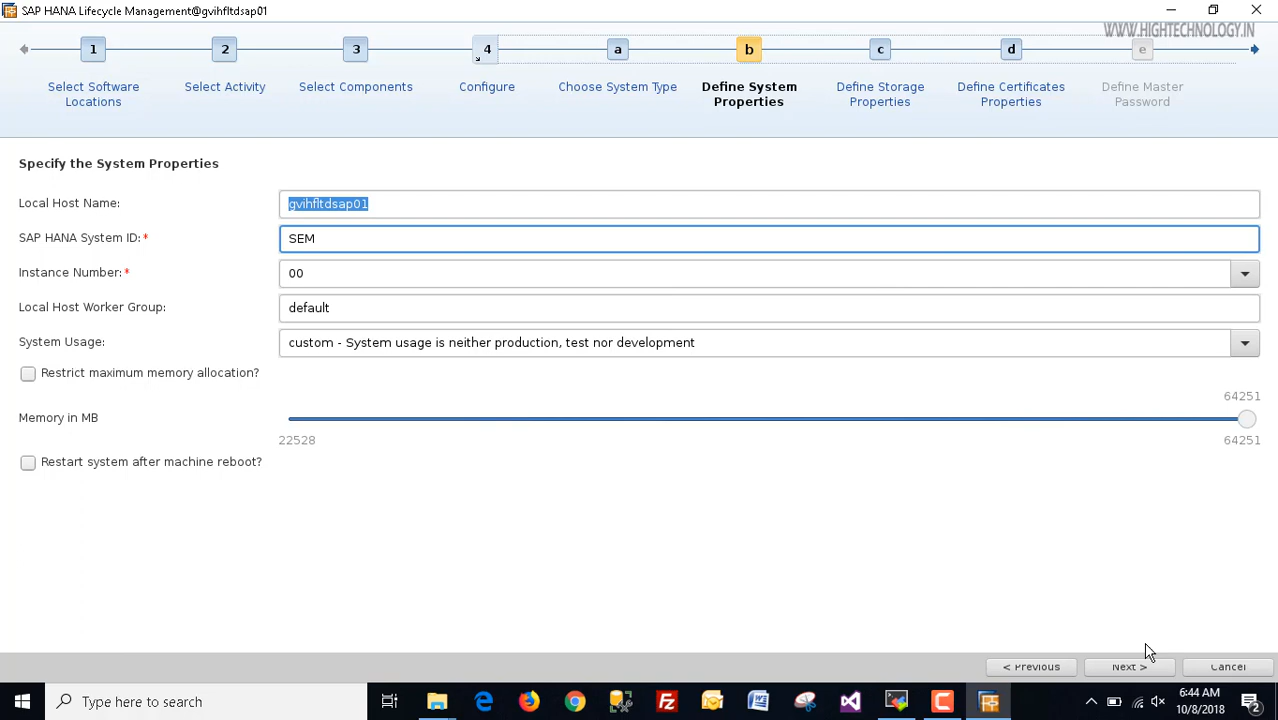 SAP HANA Lifecycle Management@gvihfltdsap01
WWW.HIGHTECHNOLOGY.IN
1 2 3 4 a b c d e
Select Software Locations
Select Activity
Select Components
Configure
Choose System Type
Define System Properties
Define Storage Properties
Define Certificates Properties
Define Master Password
Specify the System Properties
Local Host Name: gvihfltdsap01
SAP HANA System ID:* SEM
Instance Number:* 00
Local Host Worker Group: default
System Usage: custom - System usage is neither production, test nor development
Restrict maximum memory allocation?
64251
Memory in MB
22528 64251
Restart system after machine reboot?
< Previous Next > Cancel
Type here to search
6:44 AM
10/8/2018
2